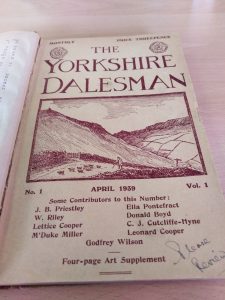 MONTHLY PRICE THREEPENCE
THE
YORKSHIRE
DALESMAN
No. 1 APRIL 1939 Vol. 1
Some Contributors to this Number:
J. B. Priestley Ella Pontefract
W. Riley Donald Boyd
Lettice Cooper C. J. Cutcliffe-Hyne
M'Duke Miller Leonard Cooper
Godfrey Wilson
Four-page Art Supplement
Please